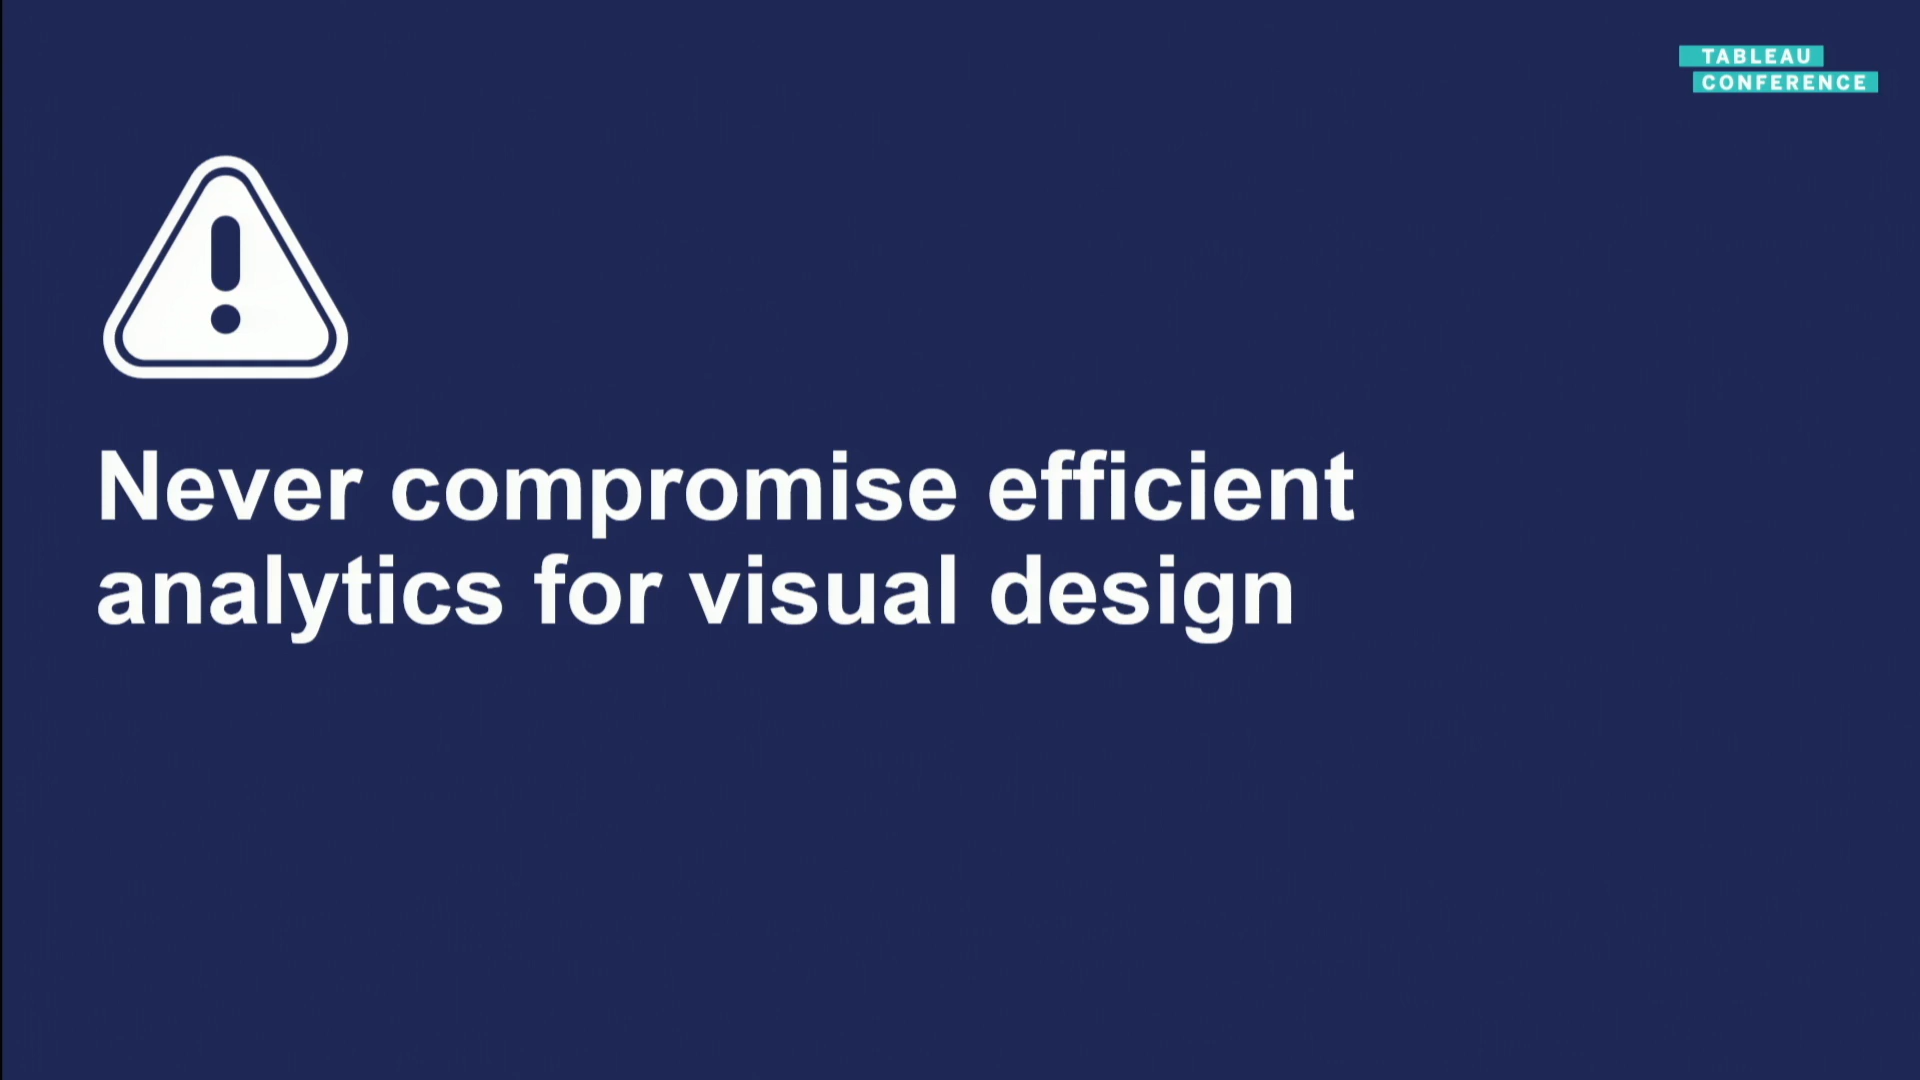 TABLEAU
CONFERENCE
Never compromise efficient
analytics for visual design